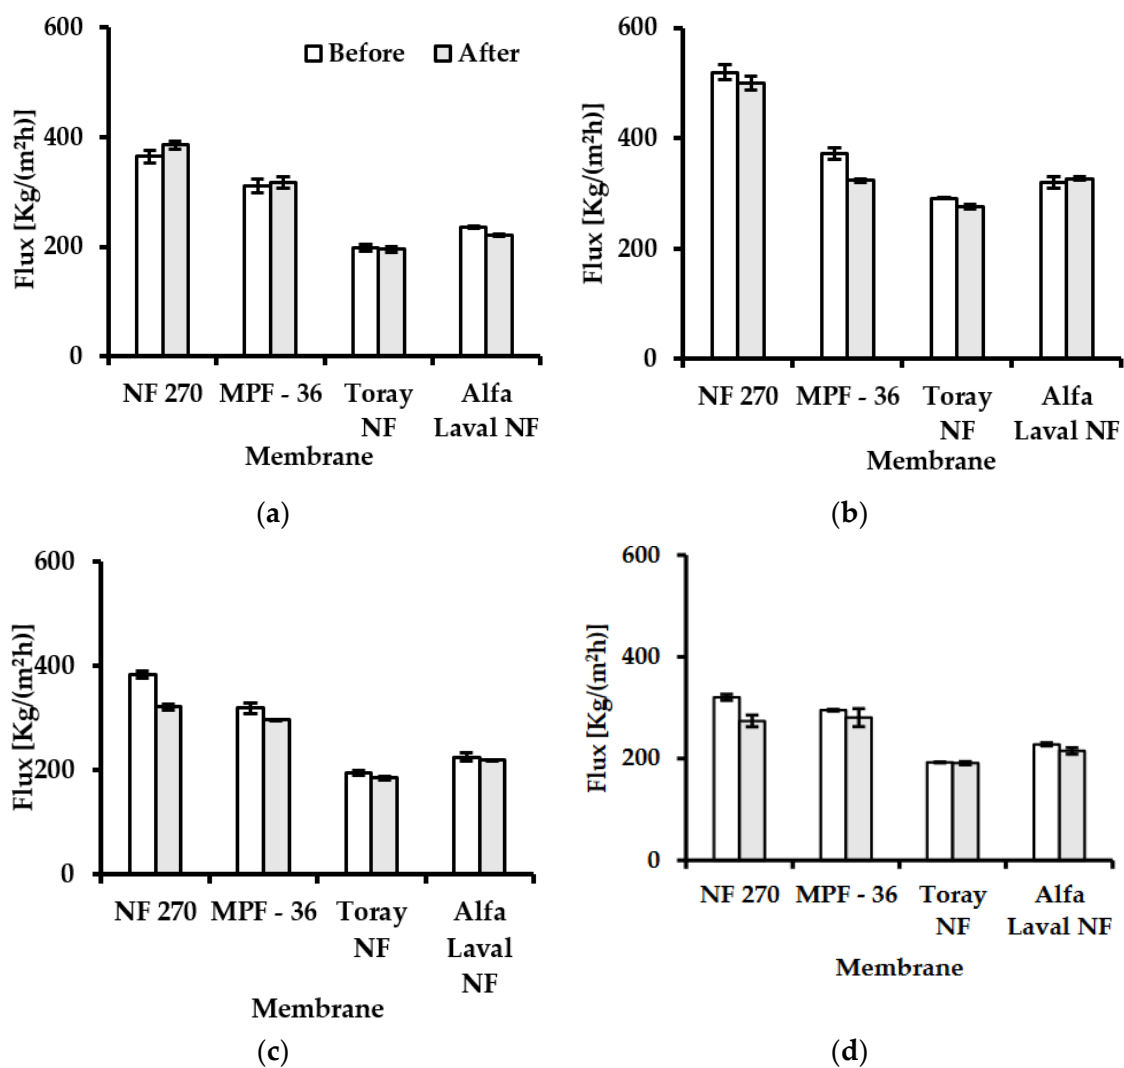 600
400
200
0
Flux [Kg/(m²h)]
Before After
NF 270 MPF - 36 Toray NF Alfa Laval NF
Membrane
(a)
600
400
200
0
Flux [Kg/(m²h)]
NF 270 MPF - 36 Toray NF Alfa Laval NF
Membrane
(b)
600
400
200
0
Flux [Kg/(m²h)]
NF 270 MPF - 36 Toray NF Alfa Laval NF
Membrane
(c)
600
400
200
0
Flux [Kg/(m²h)]
NF 270 MPF - 36 Toray NF Alfa Laval NF
Membrane
(d)